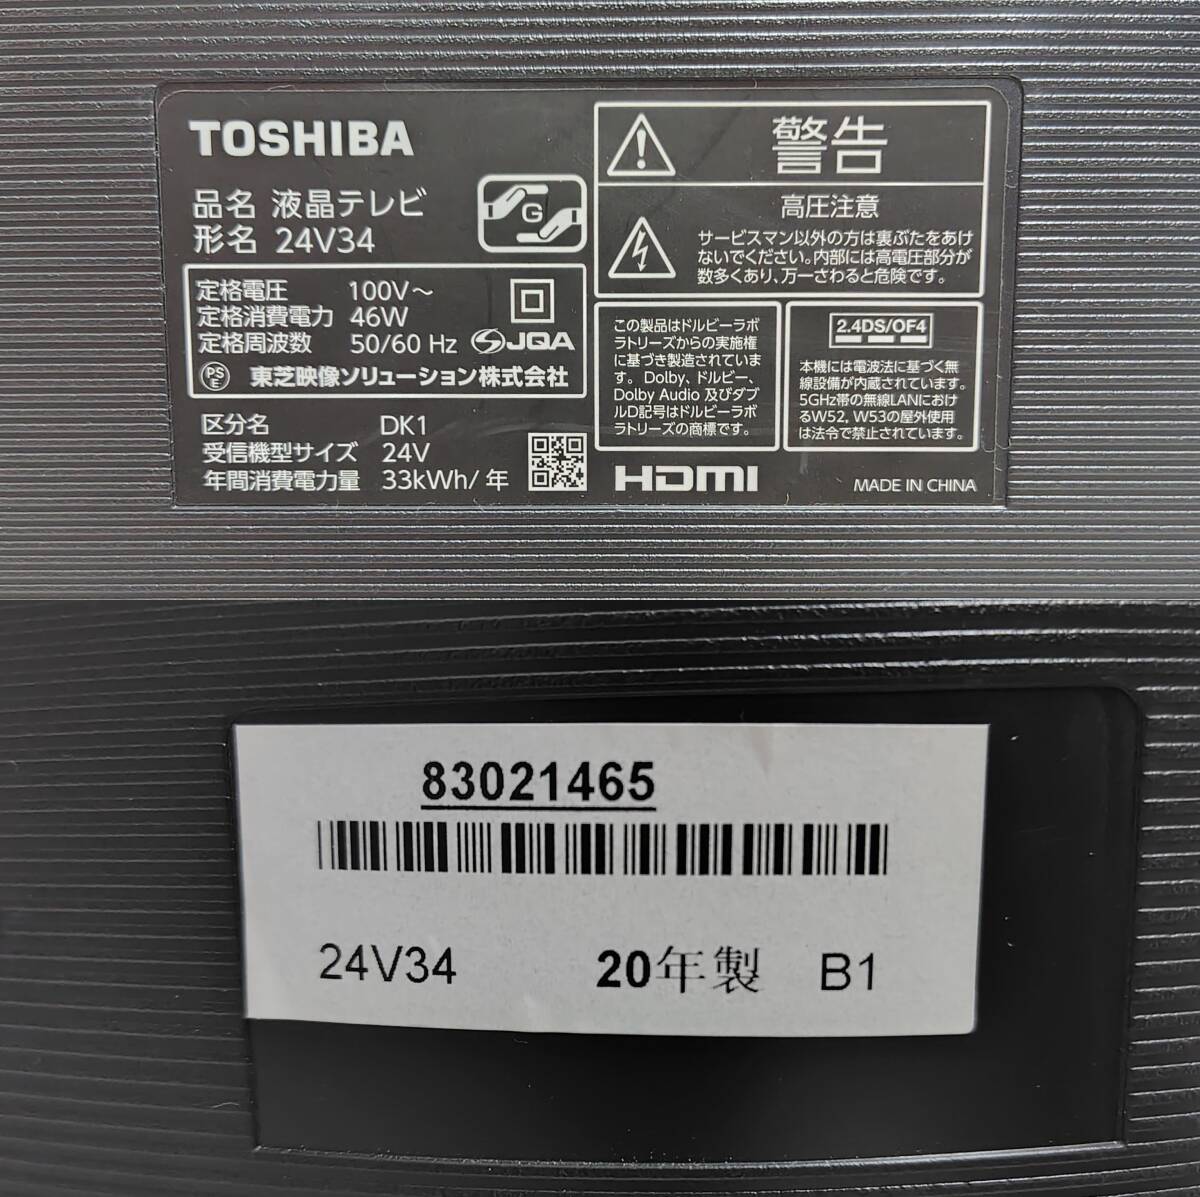 TOSHIBA
品名 液晶テレビ
形名 24V34
G
定格電圧 100V～
定格消費電力 46W
定格周波数 50/60 Hz JQA
PS E 東芝映像ソリューション株式会社
区分名 DK1
受信機型サイズ 24V
年間消費電力量 33kWh/年
警告
高圧注意
サービスマン以外の方は裏ぶたをあけ
ないでください。内部には高電圧部分が
数多くあり、万一さわると危険です。
この製品はドルビーラボ
ラトリーズからの実施権
に基づき製造されていま
す。Dolby、ドルビー、
Dolby Audio 及びダブ
ルD記号はドルビーラボ
ラトリーズの商標です。
2.4DS/OF4
本機には電波法に基づく無
線設備が内蔵されています。
5GHz帯の無線LANにおけ
るW52, W53の屋外使用
は法令で禁止されています。
HDMI
MADE IN CHINA
83021465
24V34 20年製 B1